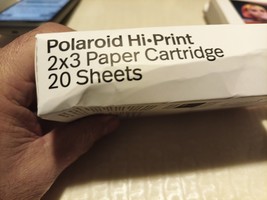 Polaroid Hi•Print
2x3 Paper Cartridge
20 Sheets